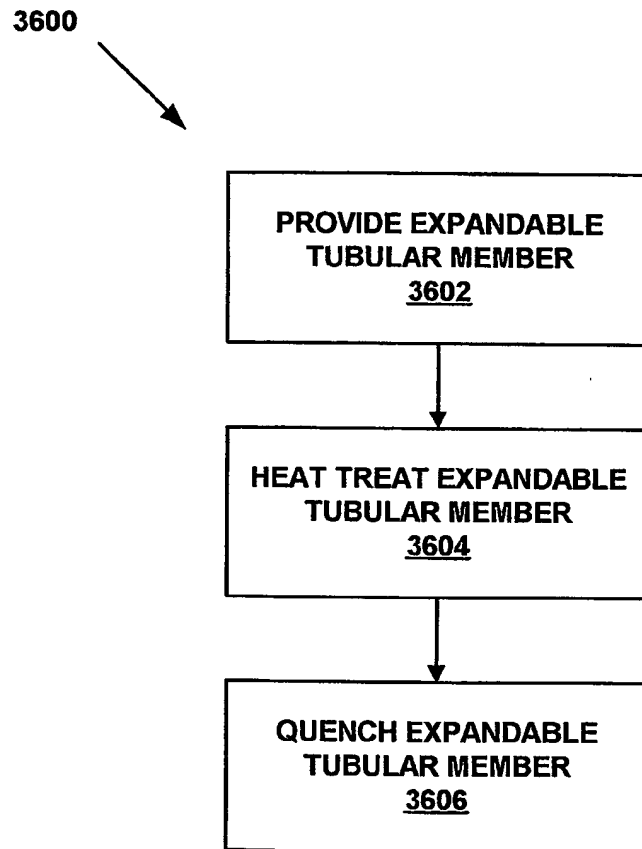 3600
PROVIDE EXPANDABLE
TUBULAR MEMBER
3602
HEAT TREAT EXPANDABLE
TUBULAR MEMBER
3604
QUENCH EXPANDABLE
TUBULAR MEMBER
3606